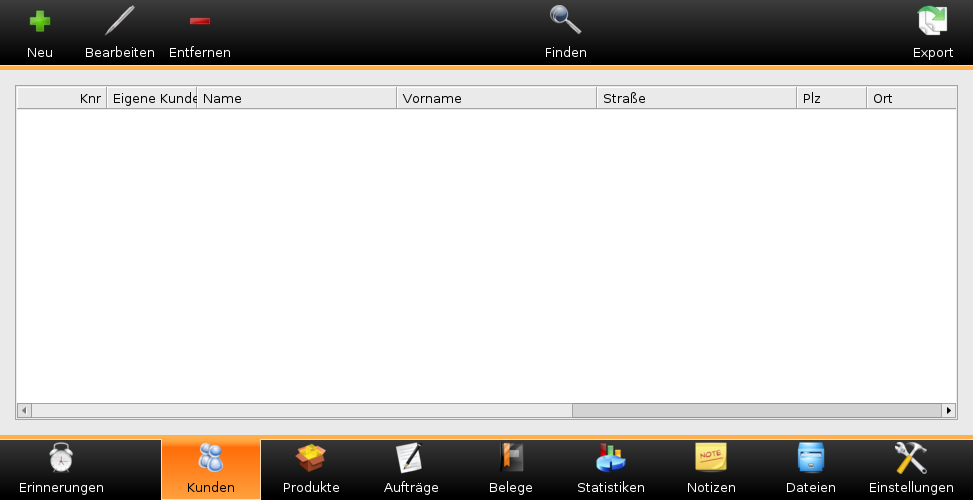 Neu Bearbeiten Entfernen Finden Export
Knr Eigene Kunde Name Vorname Straße Plz Ort
NOTE
Erinnerungen Kunden Produkte Aufträge Belege Statistiken Notizen Dateien Einstellungen